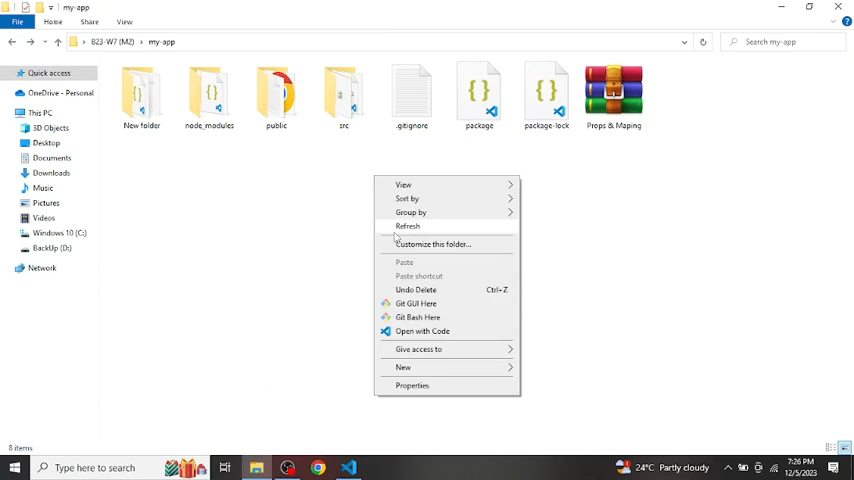 my-app
File
Home
Share
View
B23-W7 (M2)
my-app
Search my-app
Quick access
OneDrive - Personal
This PC
3D Objects
Desktop
Documents
Downloads
Music
Pictures
Videos
Windows 10 (C:)
BackUp (D:)
Network
New folder
node_modules
public
src
.gitignore
package
package-lock
Props & Maping
View
Sort by
Group by
Refresh
Customize this folder...
Paste
Paste shortcut
Undo Delete Ctrl+Z
Git GUI Here
Git Bash Here
Open with Code
Give access to
New
Properties
8 items
Type here to search
24°C Partly cloudy
7:26 PM
12/5/2023